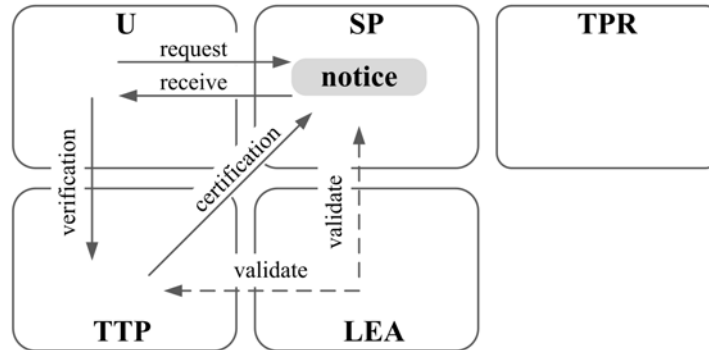 U
SP
TPR
request
notice
receive
verification
certification
validate
validate
TTP
LEA